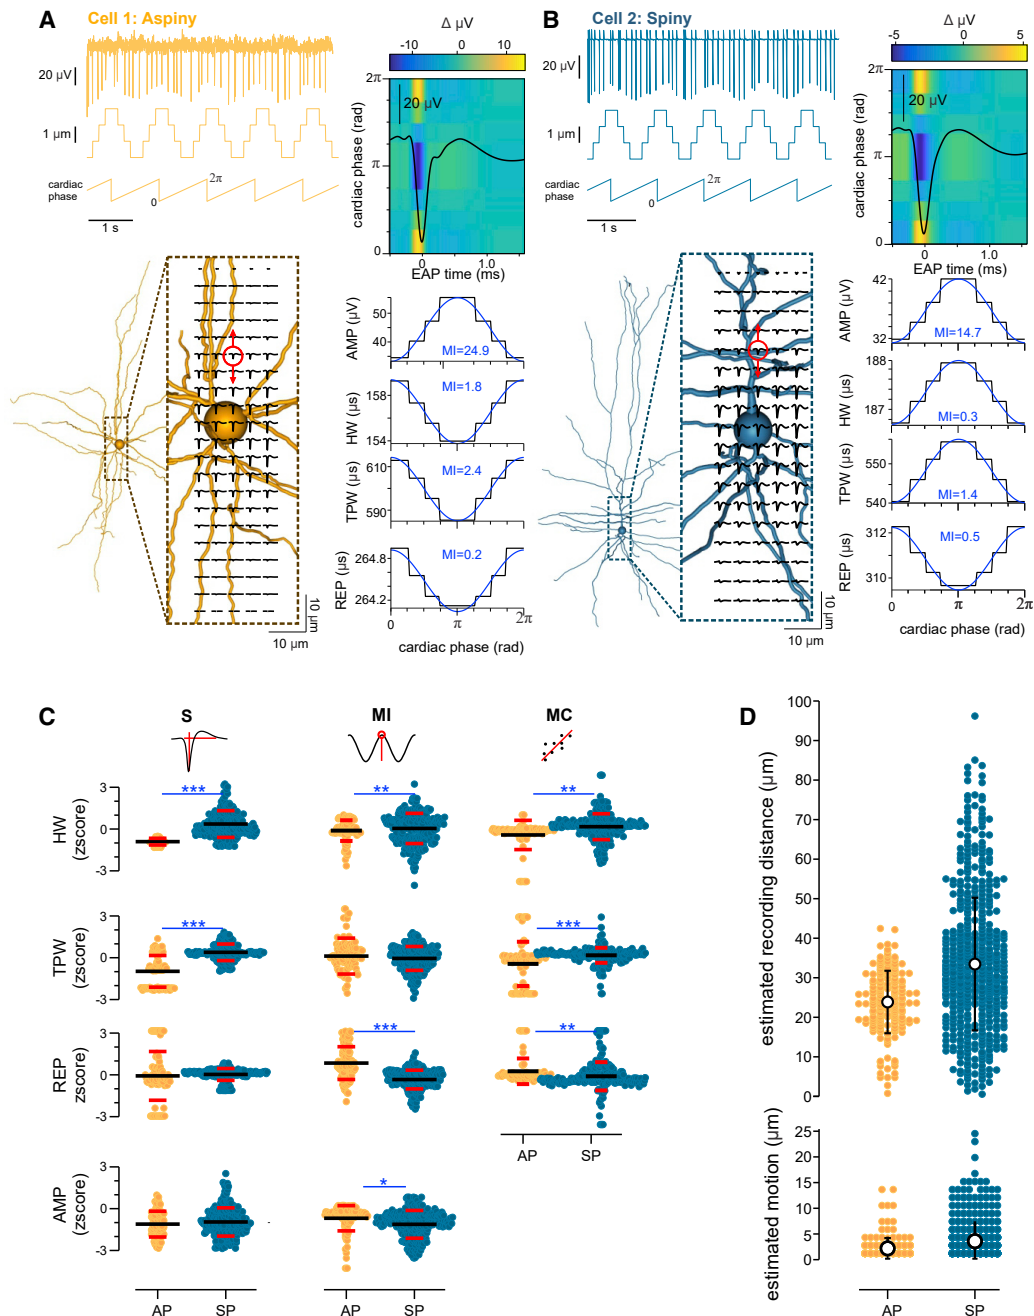 A
Cell 1: Aspiny
20 µV
1 µm
cardiac phase
2π
0
1 s
Δ µV
-10 0 10
2π
π
0
cardiac phase (rad)
20 µV
0 1.0
EAP time (ms)
10 µm
10 µm
AMP (µV)
50
40
MI=24.9
HW (µs)
158
154
MI=1.8
TPW (µs)
610
590
MI=2.4
REP (µs)
264.8
264.2
MI=0.2
0 π 2π
cardiac phase (rad)
B
Cell 2: Spiny
20 µV
1 µm
cardiac phase
2π
0
1 s
Δ µV
-5 0 5
2π
π
0
cardiac phase (rad)
20 µV
0 1.0
EAP time (ms)
10 µm
10 µm
AMP (µV)
42
32
MI=14.7
HW (µs)
188
187
MI=0.3
TPW (µs)
550
540
MI=1.4
REP (µs)
312
310
MI=0.5
0 π 2π
cardiac phase (rad)
C
S MI MC
HW (zscore)
3
0
-3
*** ** **
TPW (zscore)
3
0
-3
*** ***
REP zscore)
3
0
-3
*** **
AP SP
AMP (zscore)
3
0
-3
*
AP SP AP SP
D
estimated recording distance (µm)
100
90
80
70
60
50
40
30
20
10
0
estimated motion (µm)
25
20
15
10
5
0
AP SP